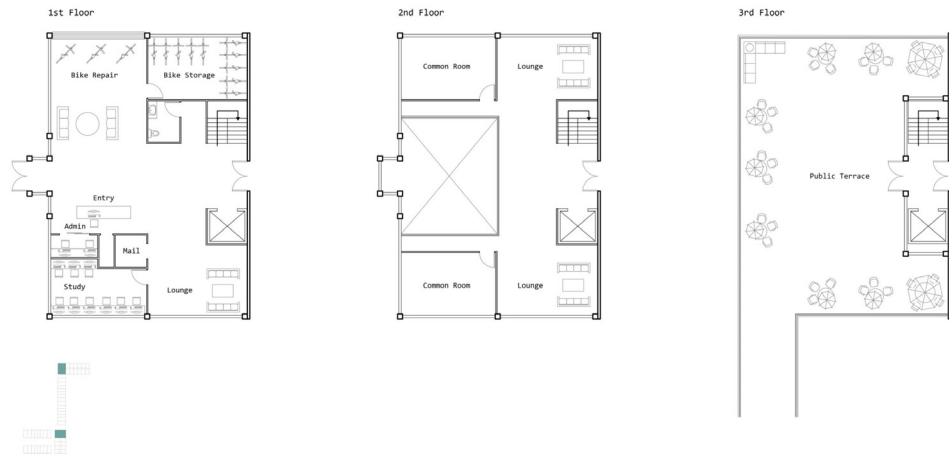 1st Floor
Bike Repair
Bike Storage
Entry
Admin
Mail
Study
Lounge
2nd Floor
Common Room
Lounge
Common Room
Lounge
3rd Floor
Public Terrace